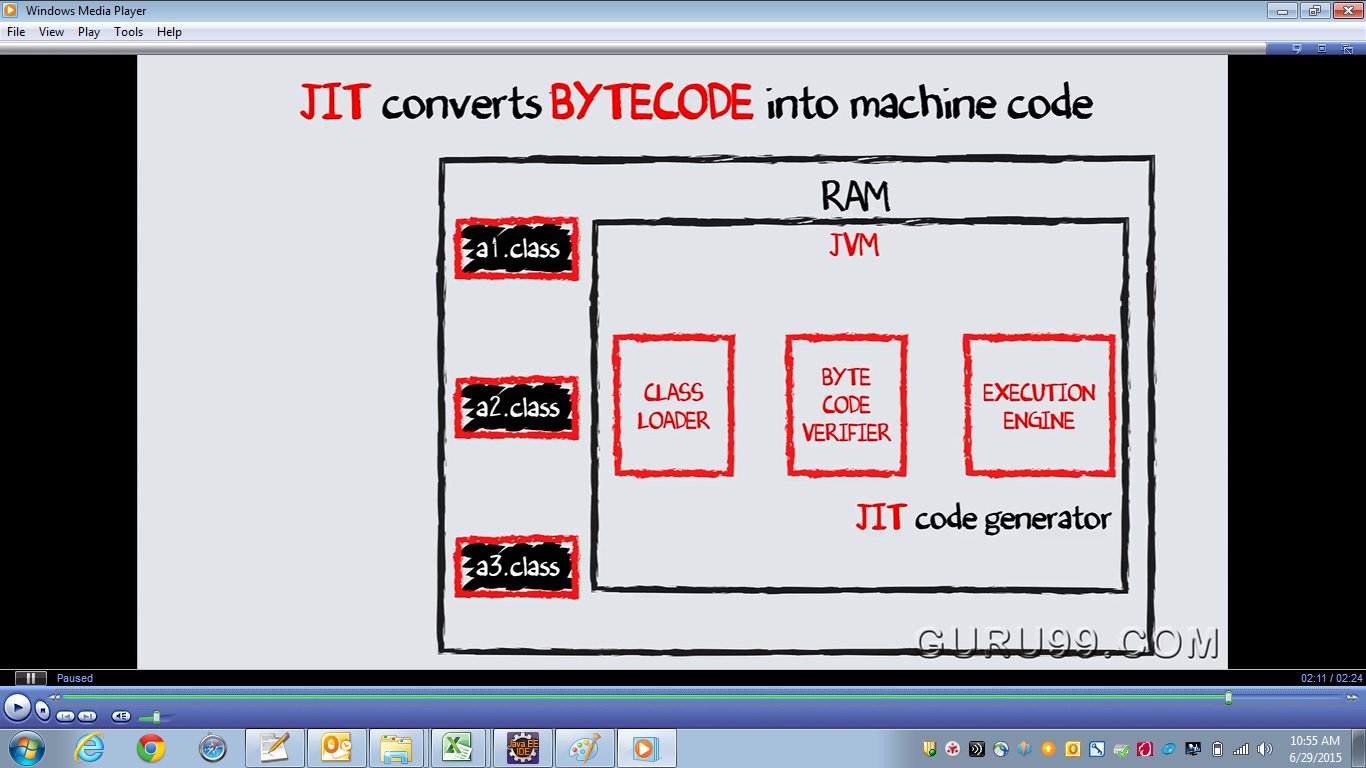 Windows Media Player
File View Play Tools Help
JIT converts BYTECODE into machine code
RAM
JVM
a1.class
a2.class
a3.class
CLASS
LOADER
BYTE
CODE
VERIFIER
EXECUTION
ENGINE
JIT code generator
GURU99.COM
Paused
02:11 / 02:24
Java EE
IDE
10:55 AM
6/29/2015